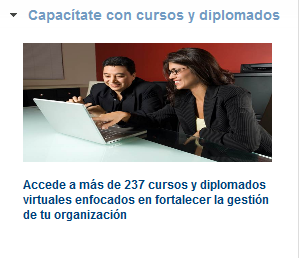 Capacítate con cursos y diplomados
Accede a más de 237 cursos y diplomados
virtuales enfocados en fortalecer la gestión
de tu organización